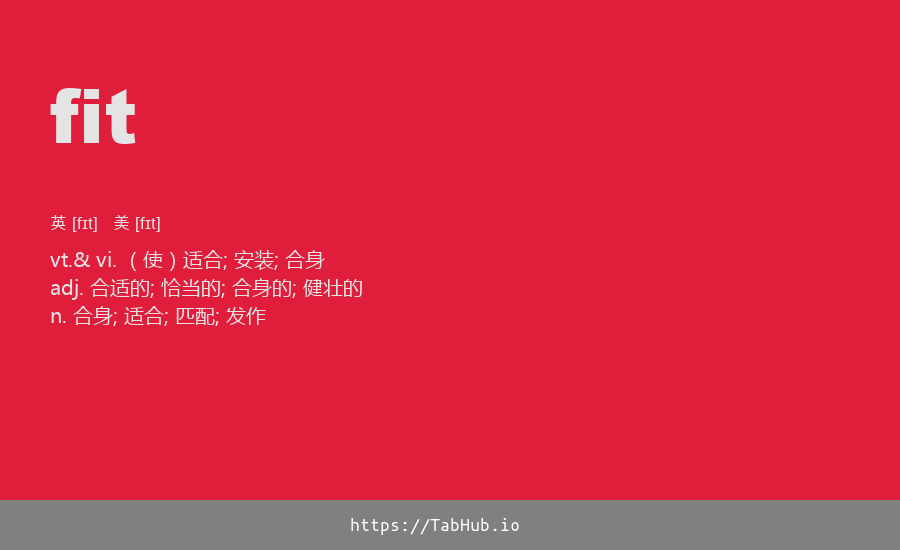 fit
英 [fɪt] 美 [fɪt]
vt.& vi. （使）适合; 安装; 合身
adj. 合适的; 恰当的; 合身的; 健壮的
n. 合身; 适合; 匹配; 发作
https://TabHub.io